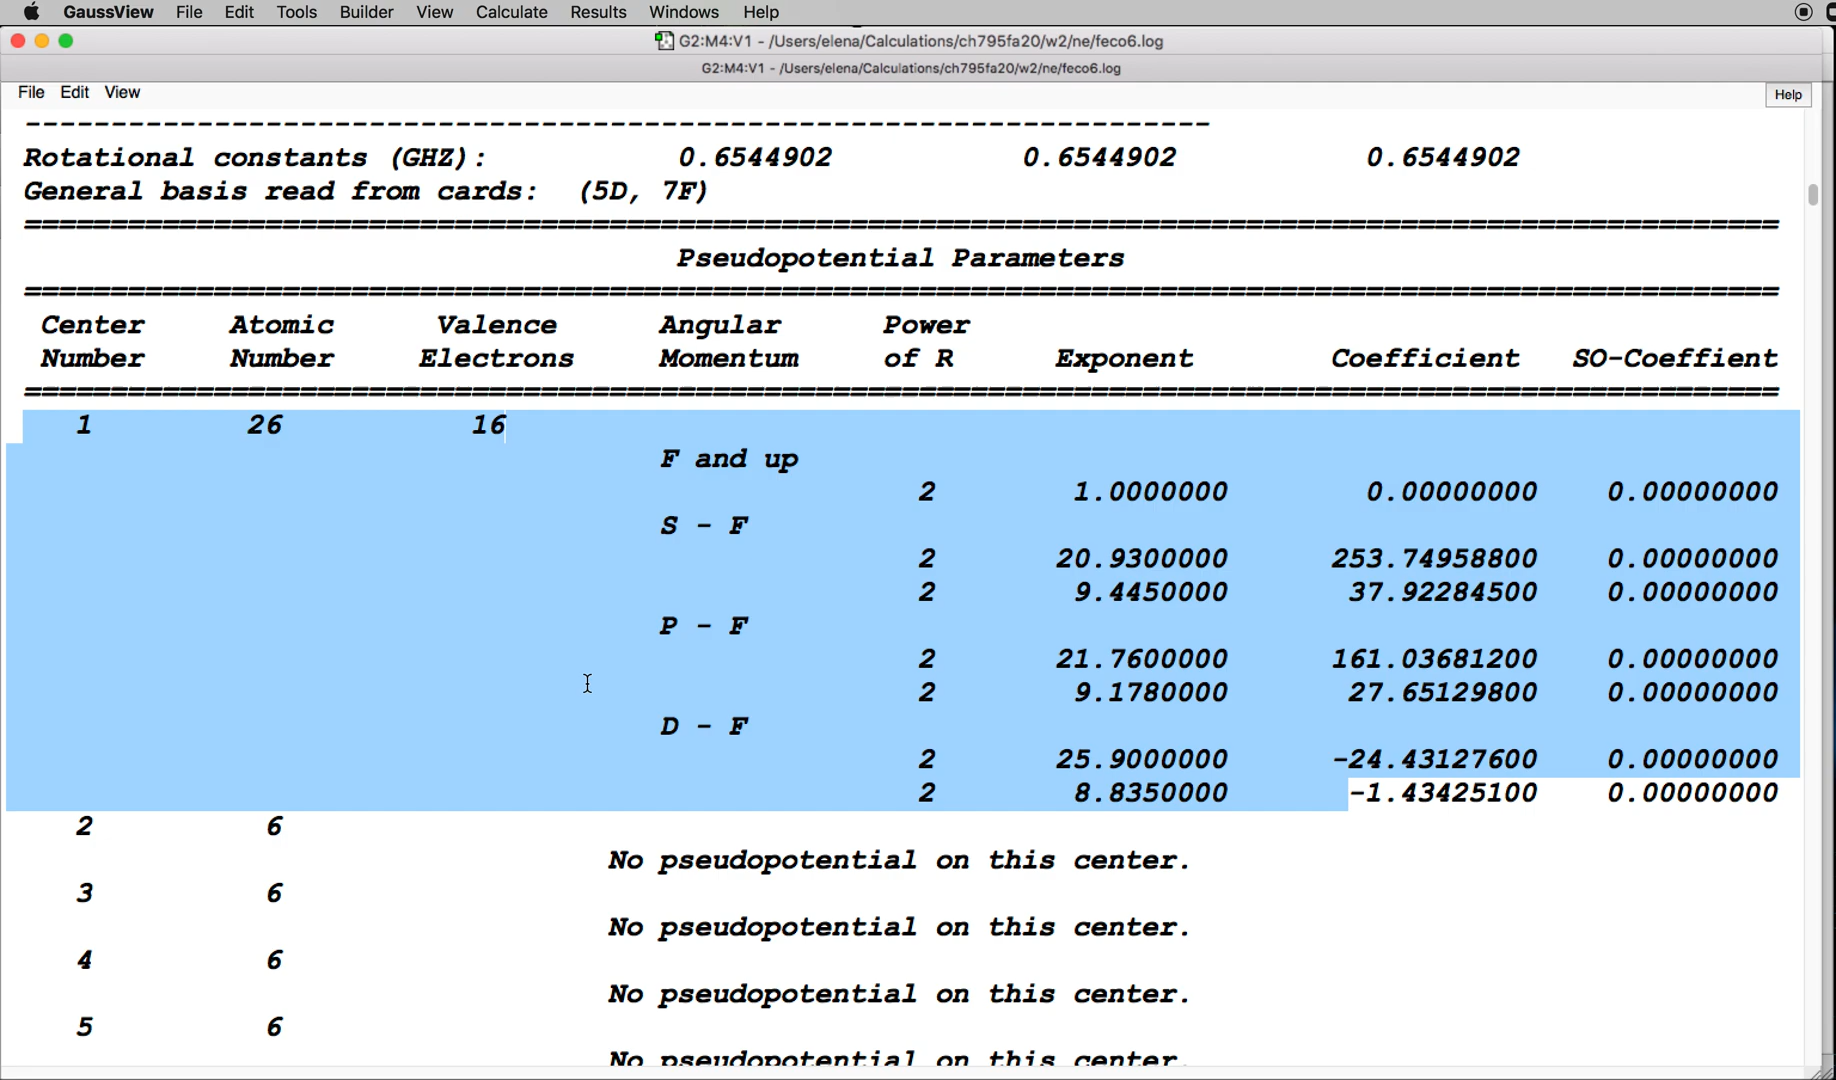 GaussView File Edit Tools Builder View Calculate Results Windows Help
G2:M4:V1 - /Users/elena/Calculations/ch795fa20/w2/ne/feco6.log
G2:M4:V1 - /Users/elena/Calculations/ch795fa20/w2/ne/feco6.log
File Edit View Help
----------------------------------------------------------------------
Rotational constants (GHZ): 0.6544902 0.6544902 0.6544902
General basis read from cards: (5D, 7F)
======================================================================================================
Pseudopotential Parameters
======================================================================================================
Center Atomic Valence Angular Power
Number Number Electrons Momentum of R Exponent Coefficient SO-Coeffient
======================================================================================================
1 26 16
F and up
2 1.0000000 0.00000000 0.00000000
S - F
2 20.9300000 253.74958800 0.00000000
2 9.4450000 37.92284500 0.00000000
P - F
2 21.7600000 161.03681200 0.00000000
2 9.1780000 27.65129800 0.00000000
D - F
2 25.9000000 -24.43127600 0.00000000
2 8.8350000 -1.43425100 0.00000000
2 6
No pseudopotential on this center.
3 6
No pseudopotential on this center.
4 6
No pseudopotential on this center.
5 6
No pseudopotential on this center.